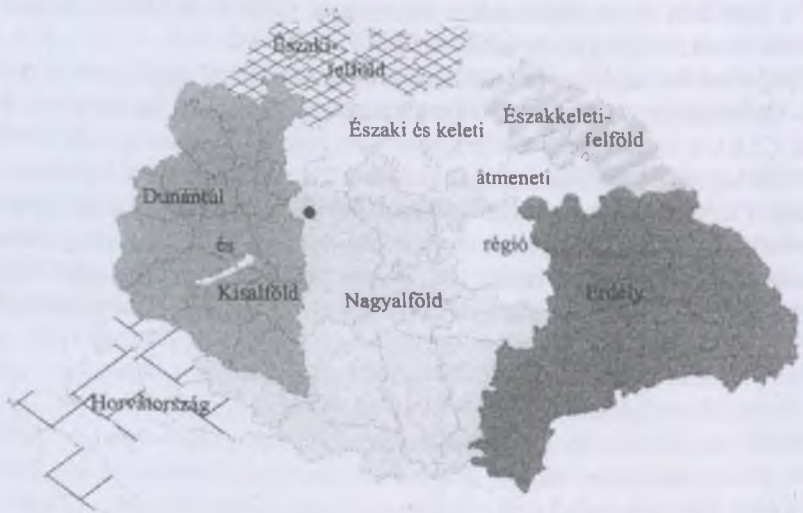 Északi-
felföld
Északi és keleti
Északkeleti-
felföld
átmeneti
Dunántúl
és
régió
Kisalföld
Nagyalföld
Erdély
Horvátország